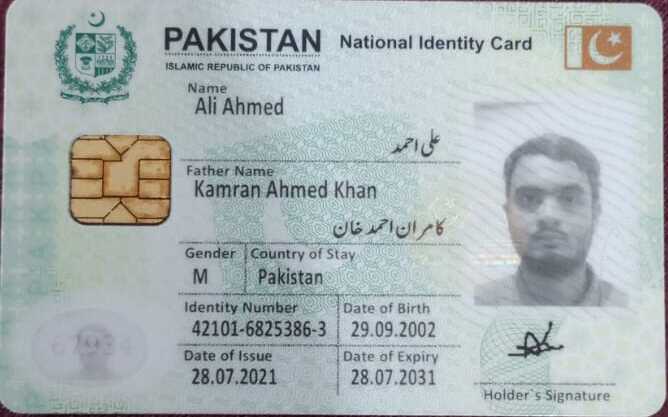 PAKISTAN National Identity Card
ISLAMIC REPUBLIC OF PAKISTAN
Name
Ali Ahmed
علی احمد
Father Name
Kamran Ahmed Khan
کامران احمد خان
Gender Country of Stay
M Pakistan
Identity Number Date of Birth
42101-6825386-3 29.09.2002
Date of Issue Date of Expiry
28.07.2021 28.07.2031
Holder`s Signature